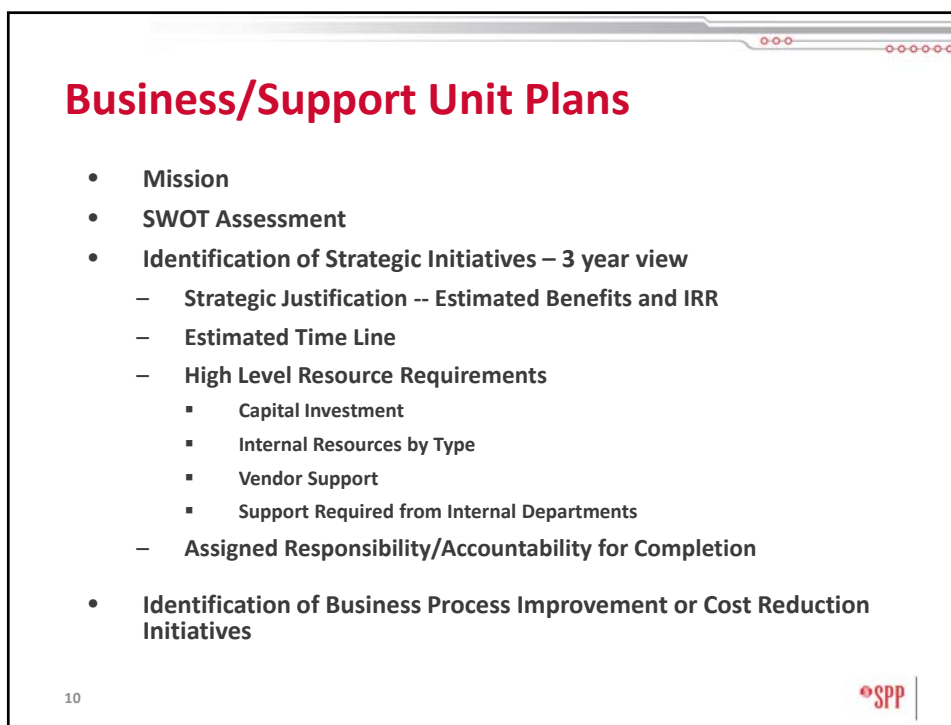 Business/Support Unit Plans
• Mission
• SWOT Assessment
• Identification of Strategic Initiatives – 3 year view
– Strategic Justification -- Estimated Benefits and IRR
– Estimated Time Line
– High Level Resource Requirements
▪ Capital Investment
▪ Internal Resources by Type
▪ Vendor Support
▪ Support Required from Internal Departments
– Assigned Responsibility/Accountability for Completion
• Identification of Business Process Improvement or Cost Reduction
Initiatives
10
SPP